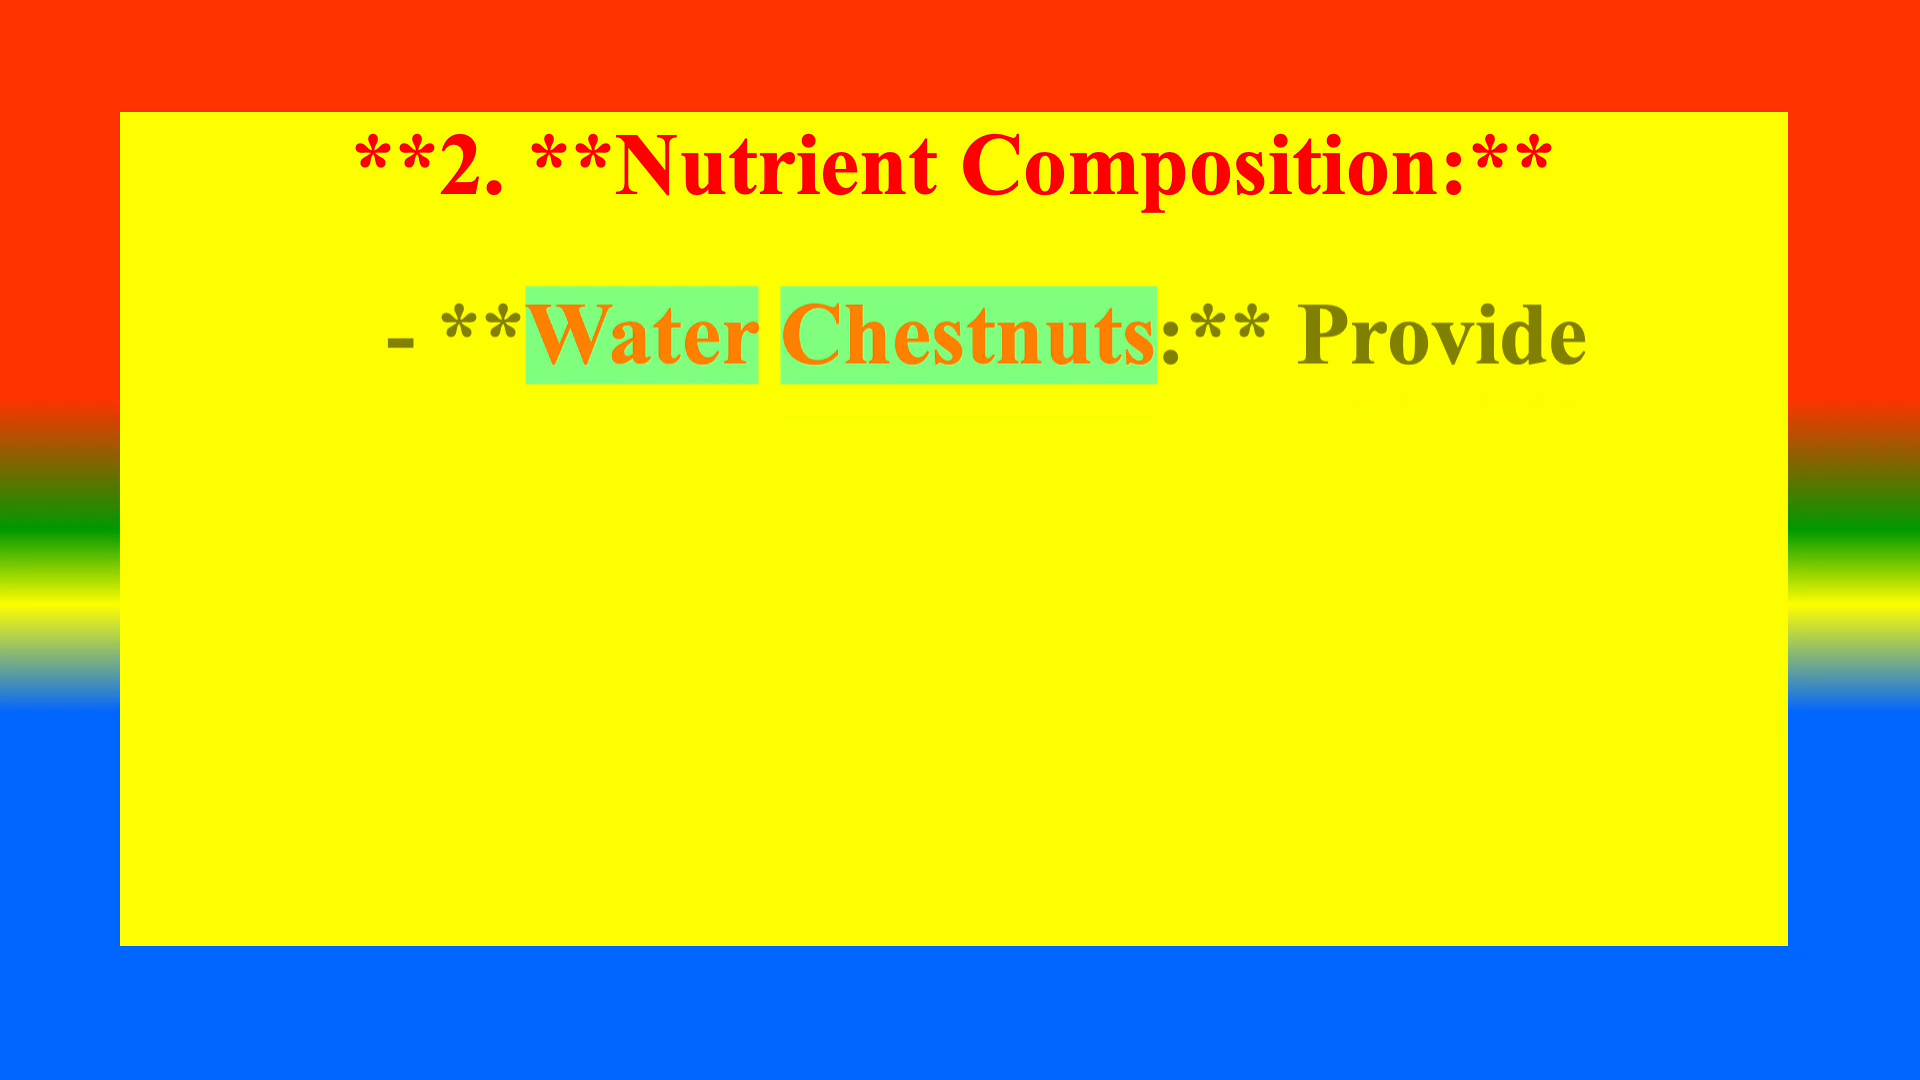 **2. **Nutrient Composition:**
- **Water Chestnuts:** Provide